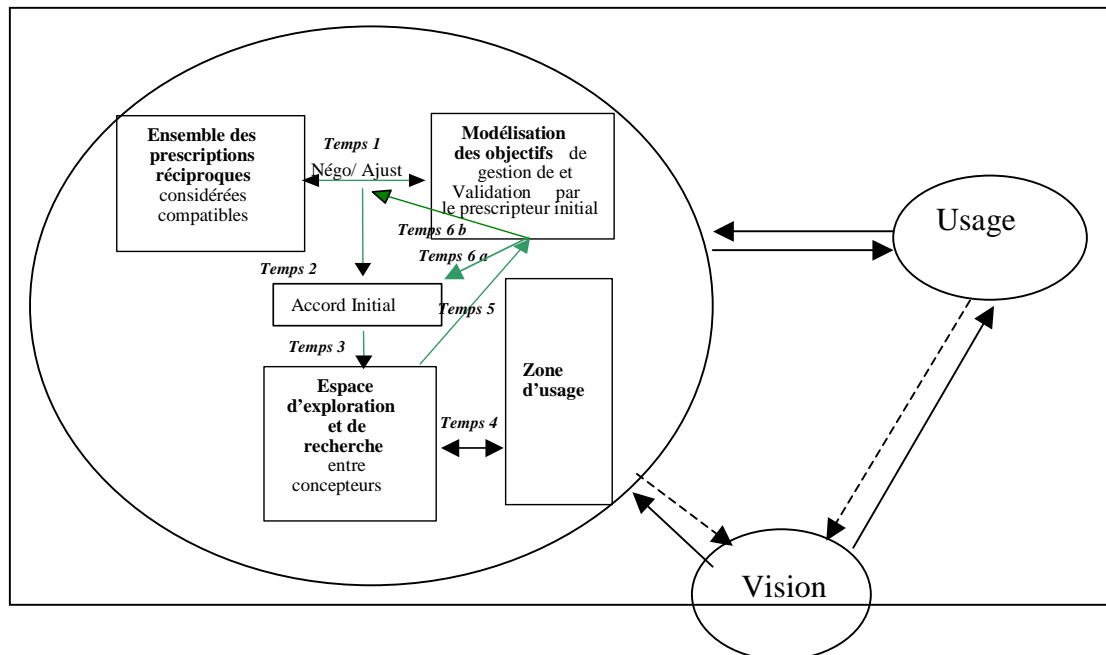 Ensemble des
prescriptions
réciproques
considérées
compatibles
Temps 1
Négo/ Ajust
Modélisation
des objectifs de
gestion de et
Validation par
le prescripteur initial
Temps 6 b
Temps 6 a
Temps 2
Accord Initial
Temps 5
Temps 3
Espace
d'exploration
et de
recherche
entre
concepteurs
Temps 4
Zone
d'usage
Usage
Vision